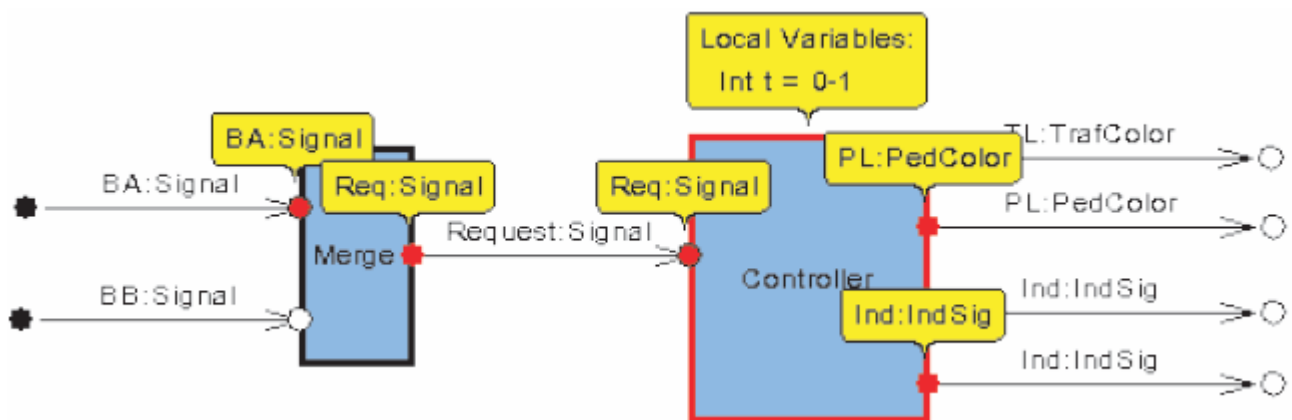 Local Variables:
Int t = 0-1
BA:Signal
TL:TrafColor
PL:PedColor
BA:Signal
Req:Signal
Req:Signal
PL:PedColor
Request:Signal
Merge
Controller
BB:Signal
Ind:IndSig
Ind:IndSig
Ind:IndSig